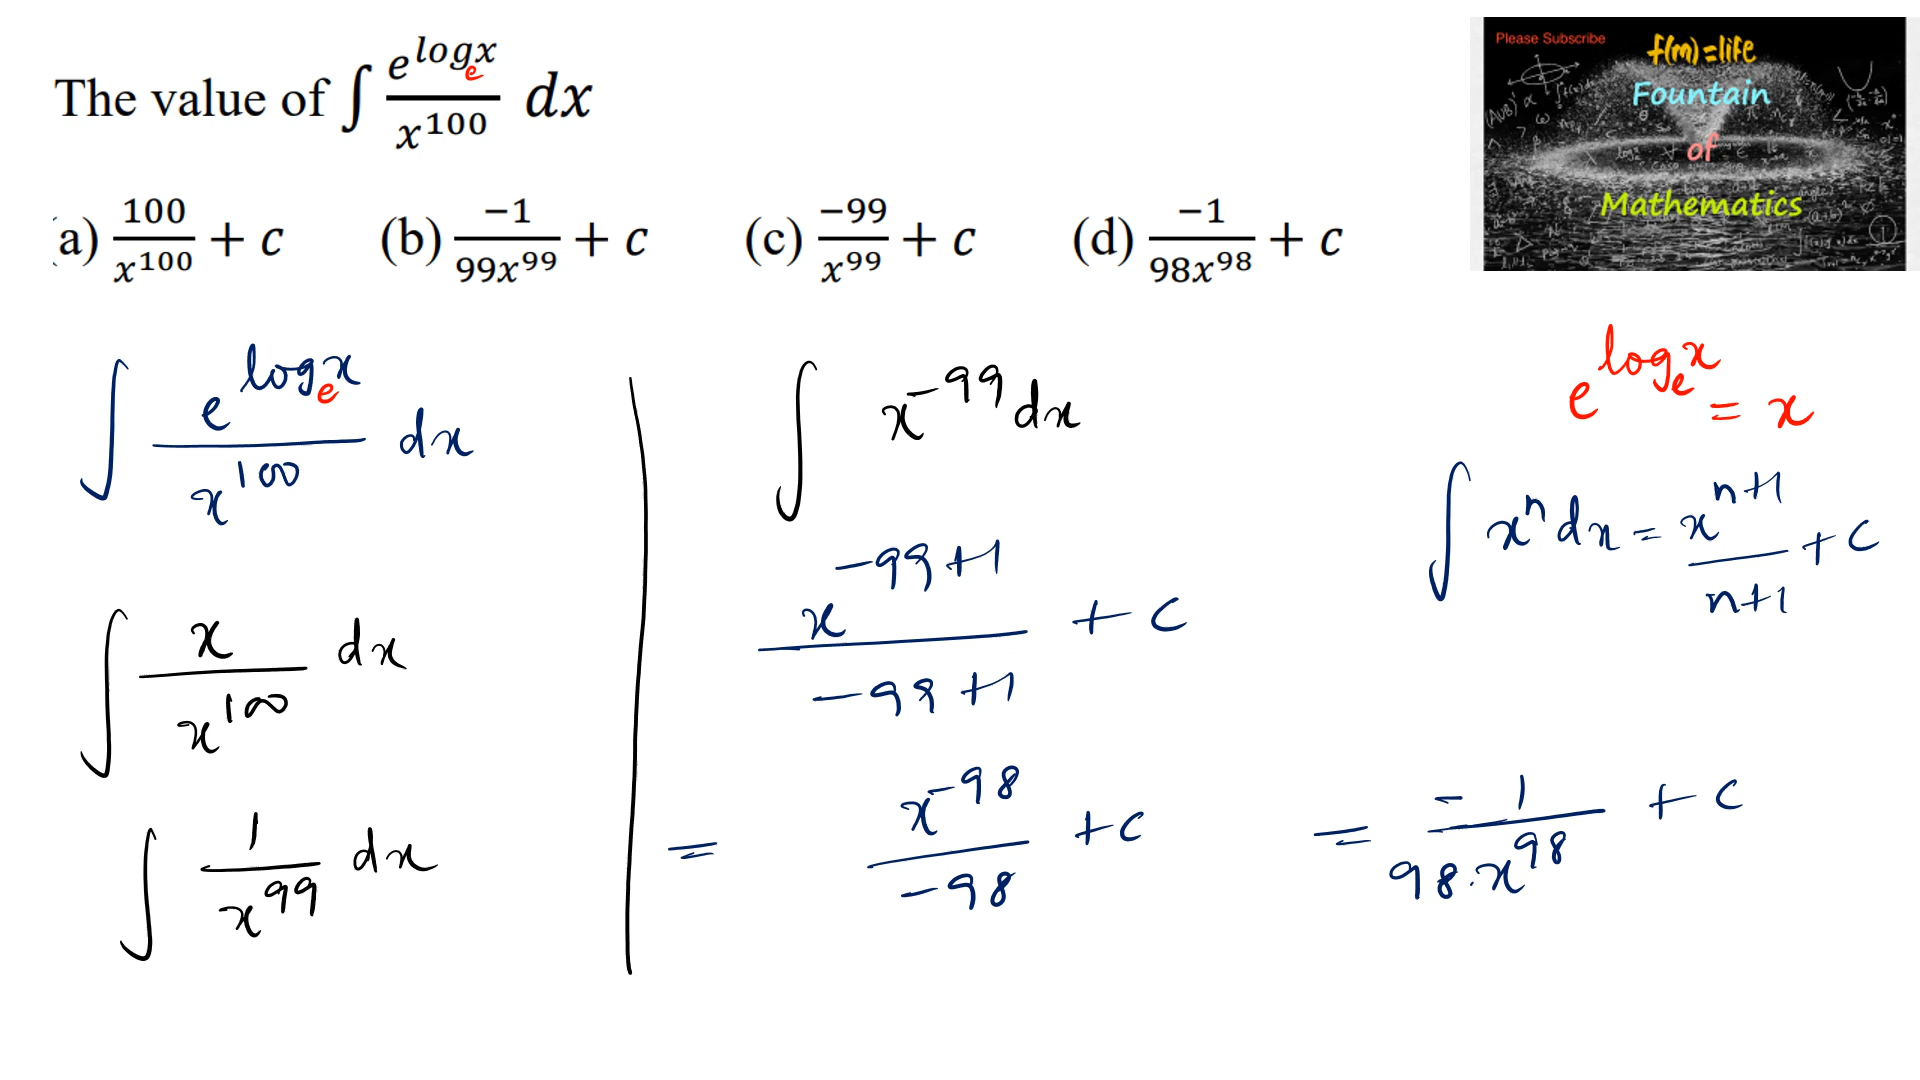 The value of ∫ e^{log_e x} / x^{100} dx
(a) 100/x^{100} + c (b) -1/99x^{99} + c (c) -99/x^{99} + c (d) -1/98x^{98} + c
Please Subscribe
f(m)=life
Fountain
of
Mathematics
∫ e^{log_e x} / x^{100} dx
∫ x / x^{100} dx
∫ 1 / x^{99} dx
∫ x^{-99} dx
x^{-99+1} / -99+1 + c
= x^{-98} / -98 + c
e^{log_e x} = x
∫ x^n dx = x^{n+1} / n+1 + c
= -1 / 98.x^{98} + c